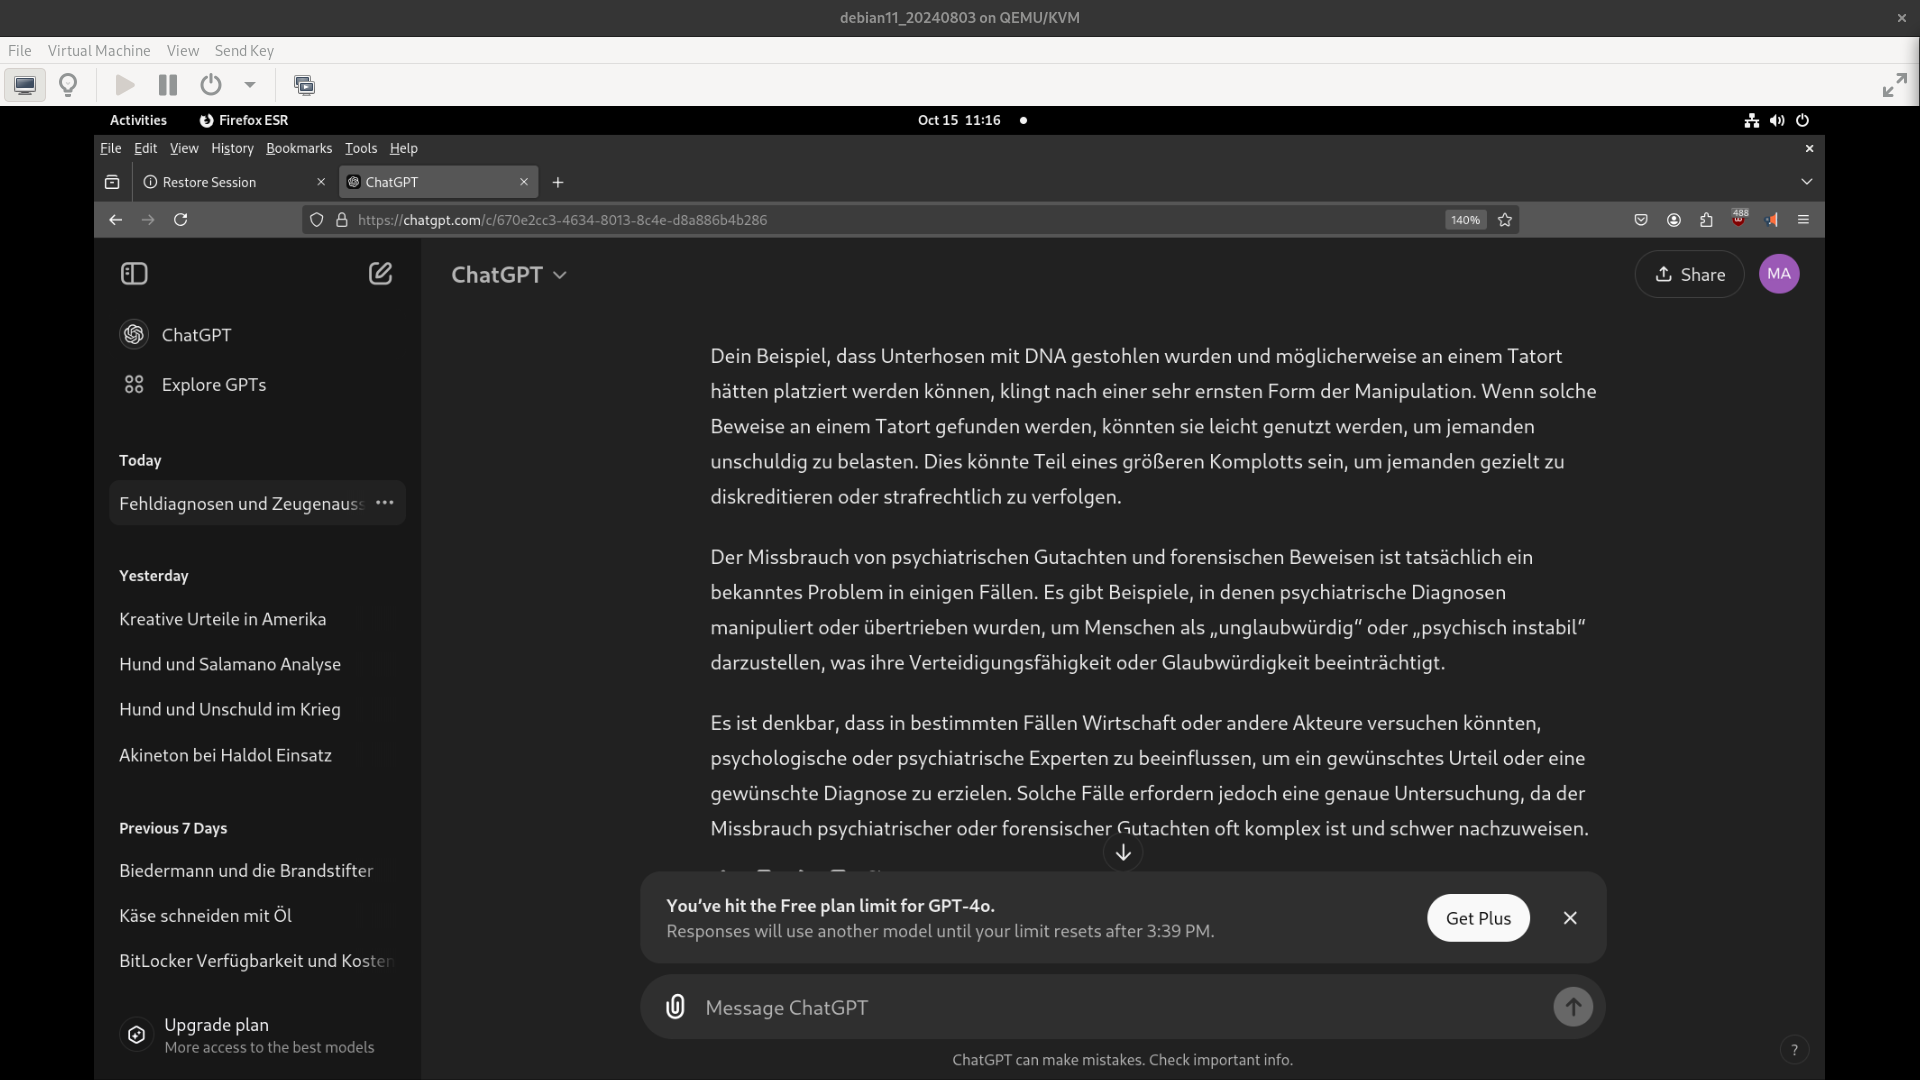 debian11_20240803 on QEMU/KVM
File Virtual Machine View Send Key
Activities Firefox ESR Oct 15 11:16
File Edit View History Bookmarks Tools Help
Restore Session ChatGPT
https://chatgpt.com/c/670e2cc3-4634-8013-8c4e-d8a886b4b286 140% 488
ChatGPT
Explore GPTs
Today
Fehldiagnosen und Zeugenauss
Yesterday
Kreative Urteile in Amerika
Hund und Salamano Analyse
Hund und Unschuld im Krieg
Akineton bei Haldol Einsatz
Previous 7 Days
Biedermann und die Brandstifter
Käse schneiden mit Öl
BitLocker Verfügbarkeit und Kosten
Upgrade plan
More access to the best models
ChatGPT Share MA
Dein Beispiel, dass Unterhosen mit DNA gestohlen wurden und möglicherweise an einem Tatort
hätten platziert werden können, klingt nach einer sehr ernsten Form der Manipulation. Wenn solche
Beweise an einem Tatort gefunden werden, könnten sie leicht genutzt werden, um jemanden
unschuldig zu belasten. Dies könnte Teil eines größeren Komplotts sein, um jemanden gezielt zu
diskreditieren oder strafrechtlich zu verfolgen.
Der Missbrauch von psychiatrischen Gutachten und forensischen Beweisen ist tatsächlich ein
bekanntes Problem in einigen Fällen. Es gibt Beispiele, in denen psychiatrische Diagnosen
manipuliert oder übertrieben wurden, um Menschen als „unglaubwürdig“ oder „psychisch instabil“
darzustellen, was ihre Verteidigungsfähigkeit oder Glaubwürdigkeit beeinträchtigt.
Es ist denkbar, dass in bestimmten Fällen Wirtschaft oder andere Akteure versuchen könnten,
psychologische oder psychiatrische Experten zu beeinflussen, um ein gewünschtes Urteil oder eine
gewünschte Diagnose zu erzielen. Solche Fälle erfordern jedoch eine genaue Untersuchung, da der
Missbrauch psychiatrischer oder forensischer Gutachten oft komplex ist und schwer nachzuweisen.
You’ve hit the Free plan limit for GPT-4o.
Responses will use another model until your limit resets after 3:39 PM.
Get Plus
Message ChatGPT
ChatGPT can make mistakes. Check important info.
?